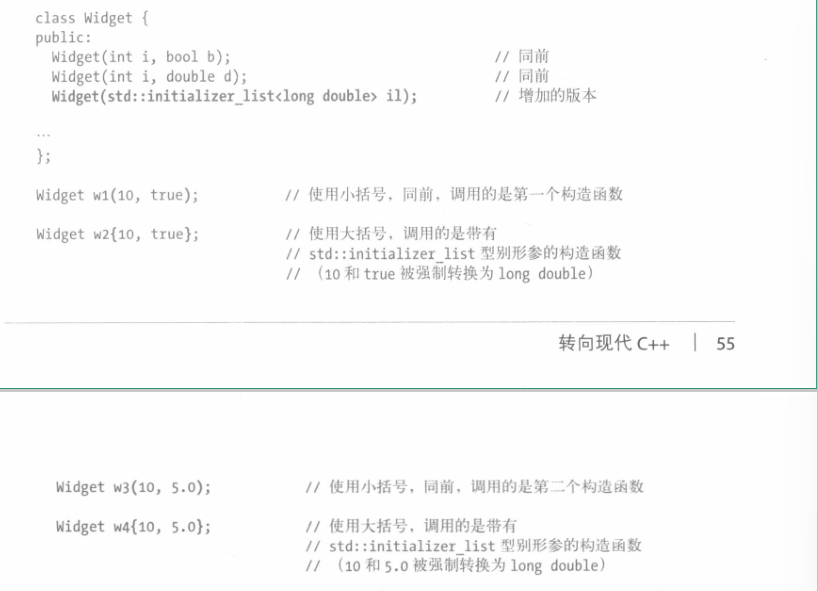 class Widget {
public:
  Widget(int i, bool b);                // 同前
  Widget(int i, double d);              // 同前
  Widget(std::initializer_list<long double> il);    // 增加的版本
…
};
Widget w1(10, true);    // 使用小括号，同前，调用的是第一个构造函数
Widget w2{10, true};    // 使用大括号，调用的是带有
// std::initializer_list 型别形参的构造函数
// （10 和 true 被强制转换为 long double）
转向现代 C++ | 55
Widget w3(10, 5.0);    // 使用小括号，同前，调用的是第二个构造函数
Widget w4{10, 5.0};    // 使用大括号，调用的是带有
// std::initializer_list 型别形参的构造函数
// （10 和 5.0 被强制转换为 long double）